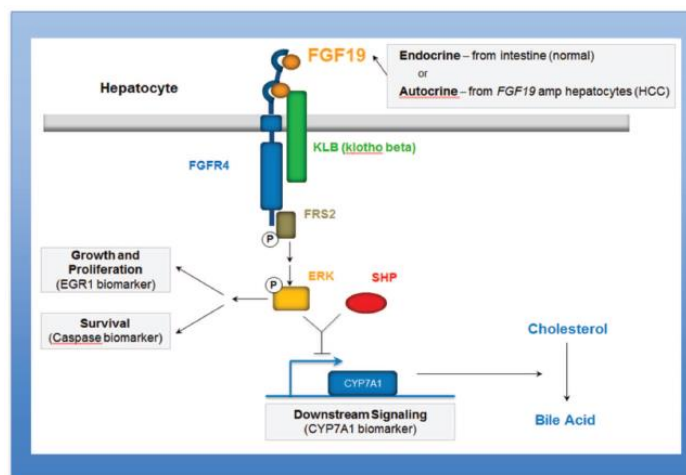 FGF19
Endocrine – from intestine (normal)
or
Autocrine – from FGF19 amp hepatocytes (HCC)
Hepatocyte
KLB (klotho beta)
FGFR4
FRS2
P
Growth and
Proliferation
(EGR1 biomarker)
P
ERK
SHP
Survival
(Caspase biomarker)
Cholesterol
CYP7A1
Downstream Signaling
(CYP7A1 biomarker)
Bile Acid